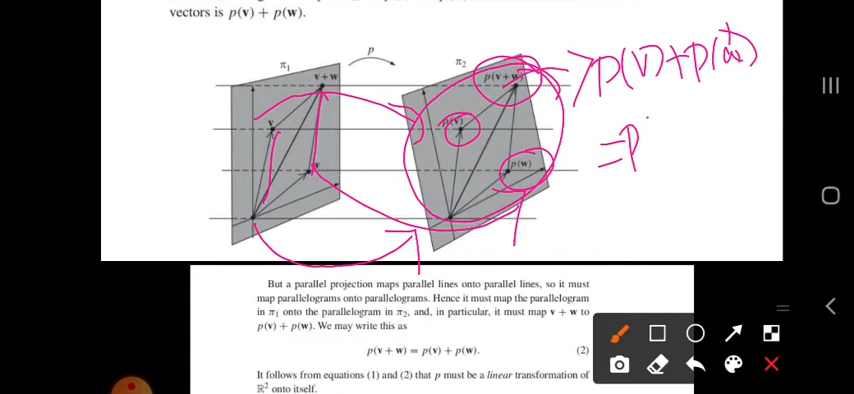 vectors is p(v) + p(w).
p
π1
π2
v + w
p(v + w)
v
p(v)
p(w)
p(v)+p(w)
=p
But a parallel projection maps parallel lines onto parallel lines, so it must
map parallelograms onto parallelograms. Hence it must map the parallelogram
in π1 onto the parallelogram in π2, and, in particular, it must map v + w to
p(v) + p(w). We may write this as
p(v + w) = p(v) + p(w). (2)
It follows from equations (1) and (2) that p must be a linear transformation of
ℝ² onto itself.